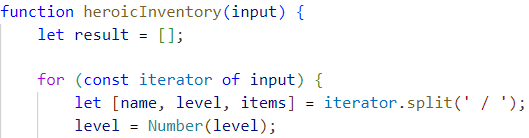 function heroicInventory(input) {
    let result = [];

    for (const iterator of input) {
        let [name, level, items] = iterator.split(' / ');
        level = Number(level);